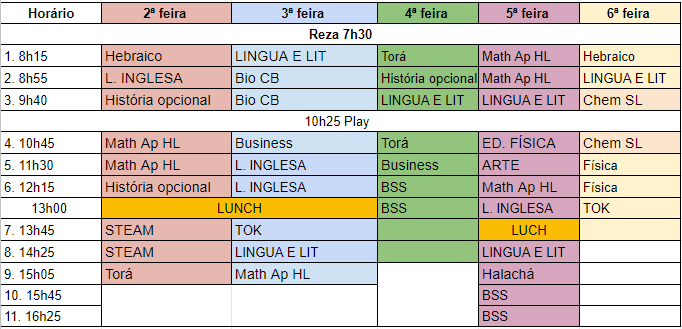 Horário 2ª feira 3ª feira 4ª feira 5ª feira 6ª feira
Reza 7h30
1. 8h15 Hebraico LINGUA E LIT Torá Math Ap HL Hebraico
2. 8h55 L. INGLESA Bio CB História opcional Math Ap HL LINGUA E LIT
3. 9h40 História opcional Bio CB LINGUA E LIT LINGUA E LIT Chem SL
10h25 Play
4. 10h45 Math Ap HL Business Torá ED. FÍSICA Chem SL
5. 11h30 Math Ap HL L. INGLESA Business ARTE Física
6. 12h15 História opcional L. INGLESA BSS Math Ap HL Física
13h00 LUNCH BSS L. INGLESA TOK
7. 13h45 STEAM TOK LUCH
8. 14h25 STEAM LINGUA E LIT LINGUA E LIT
9. 15h05 Torá Math Ap HL Halachá
10. 15h45 BSS
11. 16h25 BSS